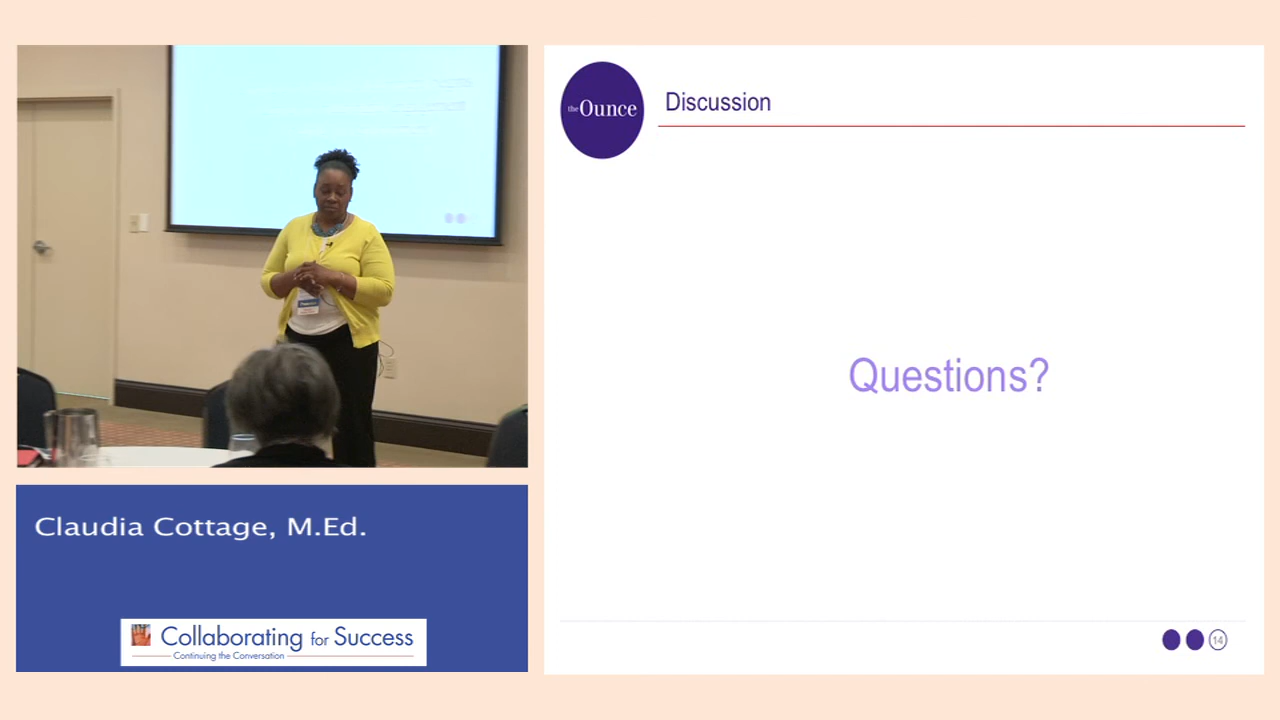 the Ounce
Discussion
Questions?
Claudia Cottage, M.Ed.
Collaborating for Success
Continuing the Conversation
14